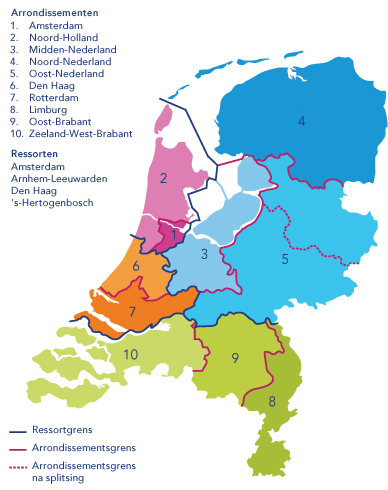 Arrondissementen
1. Amsterdam
2. Noord-Holland
3. Midden-Nederland
4. Noord-Nederland
5. Oost-Nederland
6. Den Haag
7. Rotterdam
8. Limburg
9. Oost-Brabant
10. Zeeland-West-Brabant
Ressorten
Amsterdam
Arnhem-Leeuwarden
Den Haag
's-Hertogenbosch
4
2
1
3
5
6
7
10
9
8
Ressortgrens
Arrondissementsgrens
Arrondissementsgrens
na splitsing